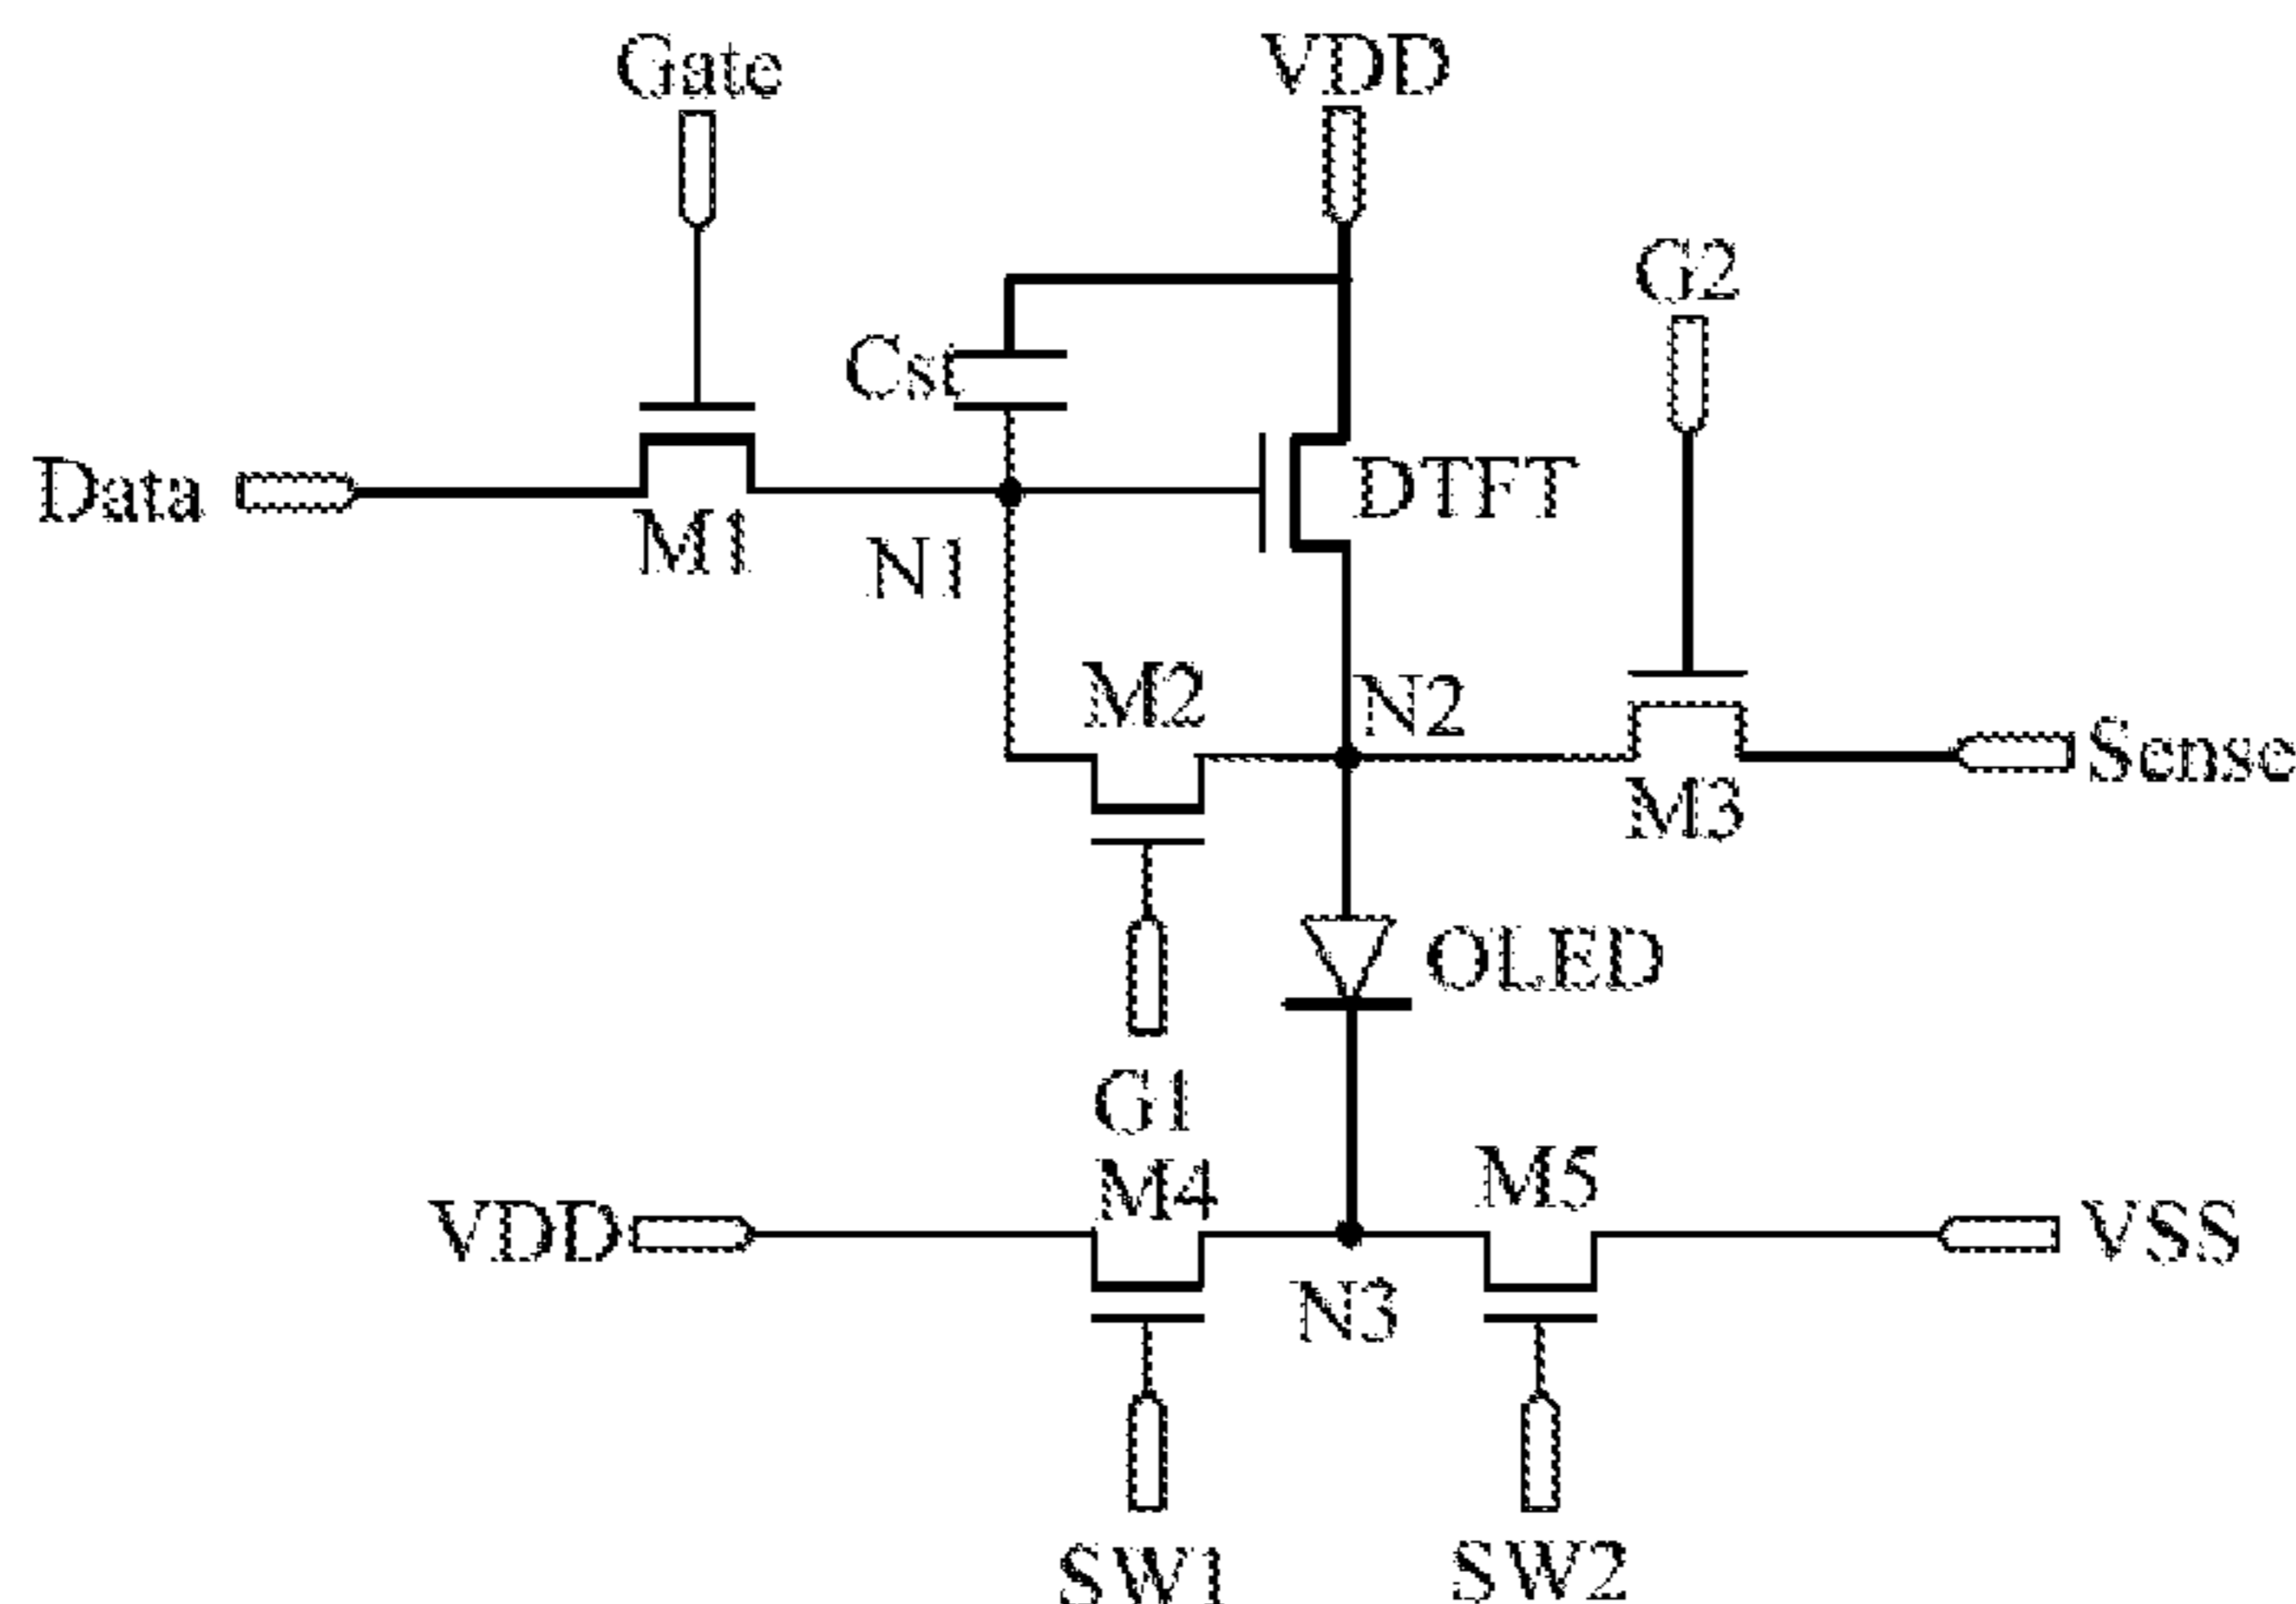 Gate
VDD
G2
Cst
Data
DTFT
M1
N1
M2
N2
Sense
M3
OLED
G1
M4
M5
VDD
VSS
N3
SW1
SW2